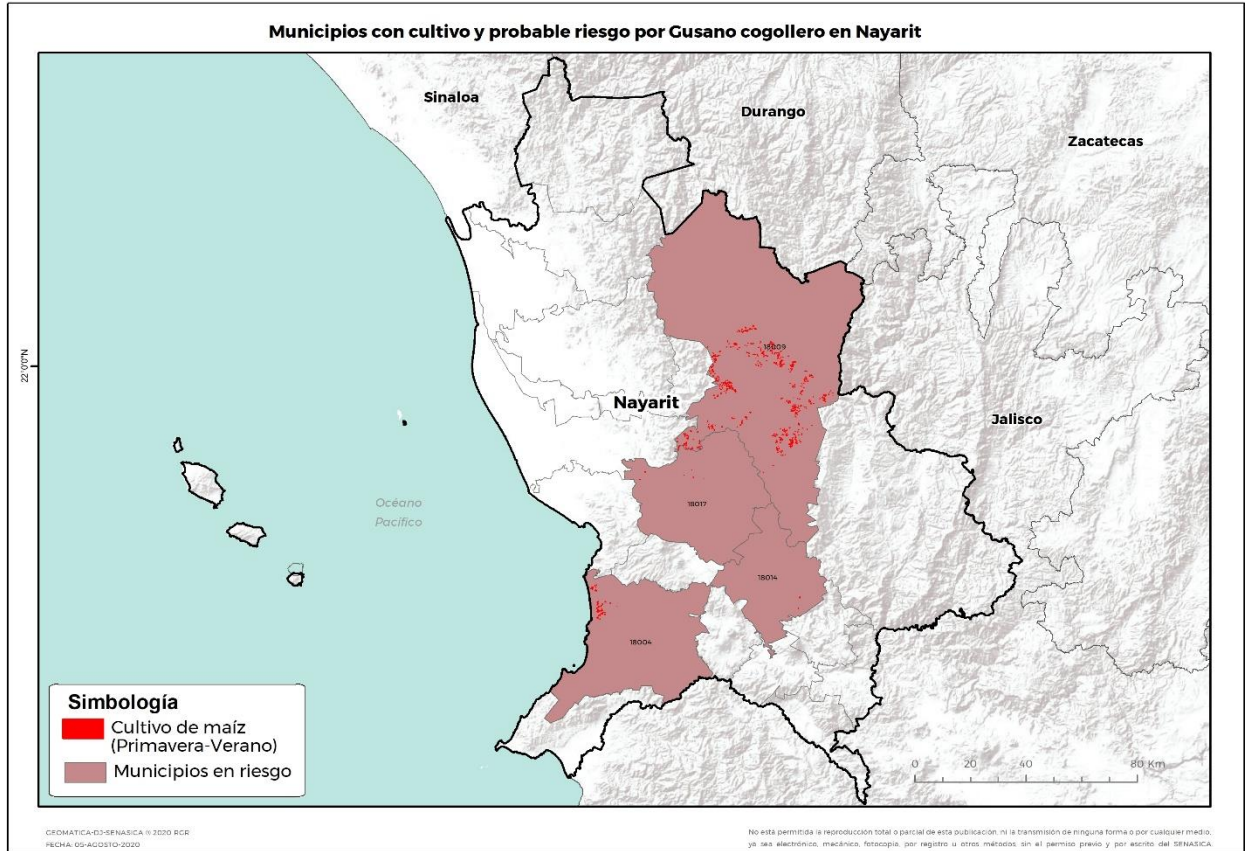 Municipios con cultivo y probable riesgo por Gusano cogollero en Nayarit
Sinaloa
Durango
Zacatecas
22°0'0"N
18009
Nayarit
Jalisco
Océano
Pacífico
18017
18014
18004
Simbología
Cultivo de maíz
(Primavera-Verano)
Municipios en riesgo
0 20 40 80 Km
GEOMATICA-DJ-SENASICA © 2020 RGR
FECHA: 05-AGOSTO-2020
No está permitida la reproducción total o parcial de esta publicación, ni la transmisión de ninguna forma o por cualquier medio,
ya sea electrónico, mecánico, fotocopia, por registro u otros métodos, sin el permiso previo y por escrito del SENASICA.